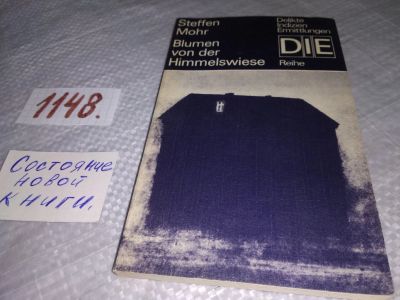 Steffen
Mohr
Blumen
von der
Himmelswiese
Delikte
Indizien
Ermittlungen
DIE
Reihe
1148.
Состояние
новой
книги.